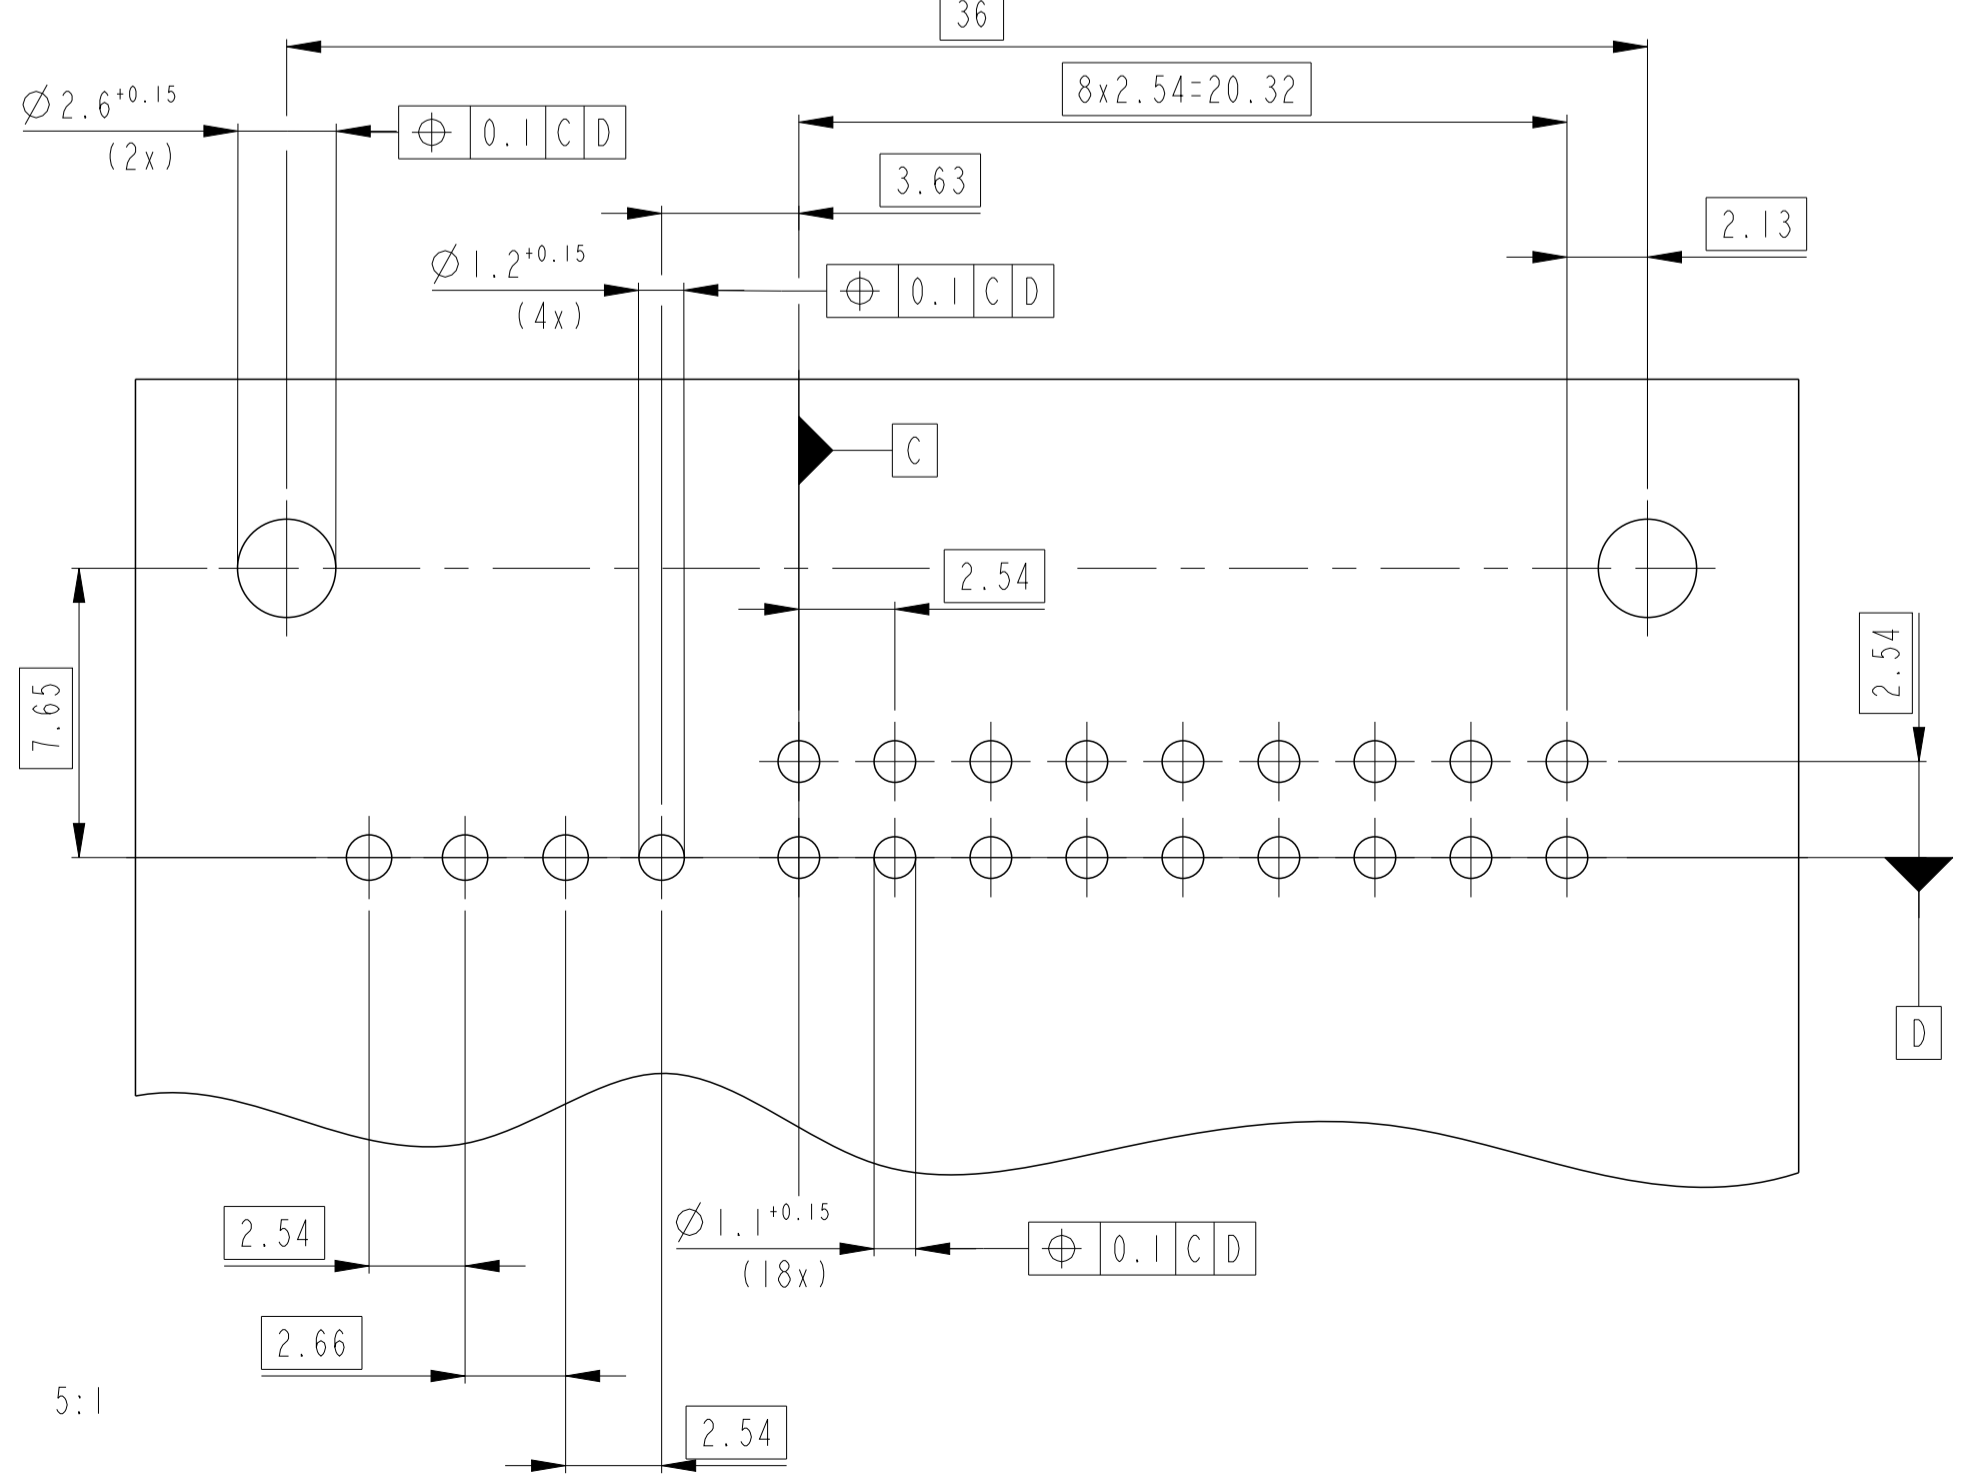 36
8x2.54=20.32
Ø2.6+0.15
(2x)
⌖ 0.1 C D
3.63
2.13
Ø1.2+0.15
(4x)
⌖ 0.1 C D
C
2.54
2.54
7.65
D
Ø1.1+0.15
(18x)
⌖ 0.1 C D
2.54
2.66
5:1
2.54